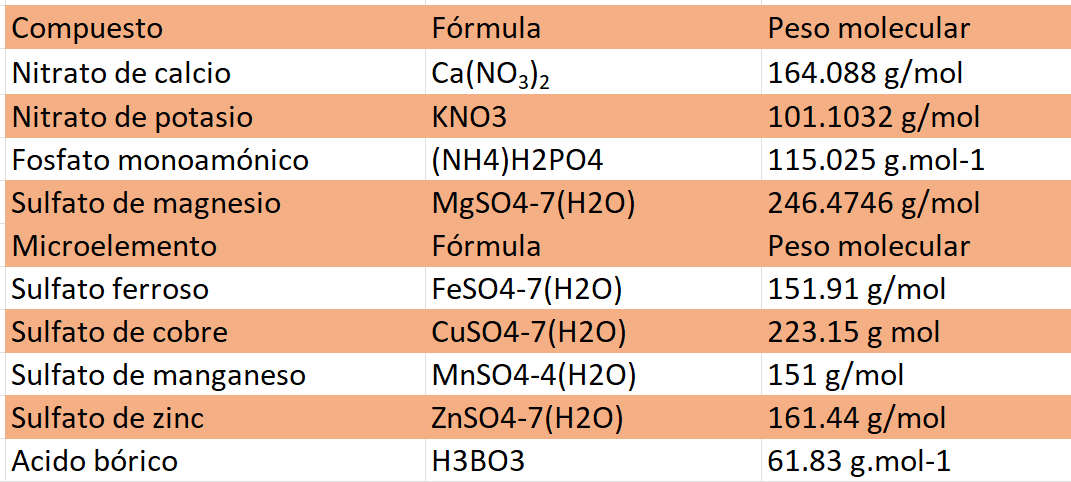 Compuesto Fórmula Peso molecular
Nitrato de calcio Ca(NO₃)₂ 164.088 g/mol
Nitrato de potasio KNO3 101.1032 g/mol
Fosfato monoamónico (NH4)H2PO4 115.025 g.mol-1
Sulfato de magnesio MgSO4-7(H2O) 246.4746 g/mol
Microelemento Fórmula Peso molecular
Sulfato ferroso FeSO4-7(H2O) 151.91 g/mol
Sulfato de cobre CuSO4-7(H2O) 223.15 g mol
Sulfato de manganeso MnSO4-4(H2O) 151 g/mol
Sulfato de zinc ZnSO4-7(H2O) 161.44 g/mol
Acido bórico H3BO3 61.83 g.mol-1